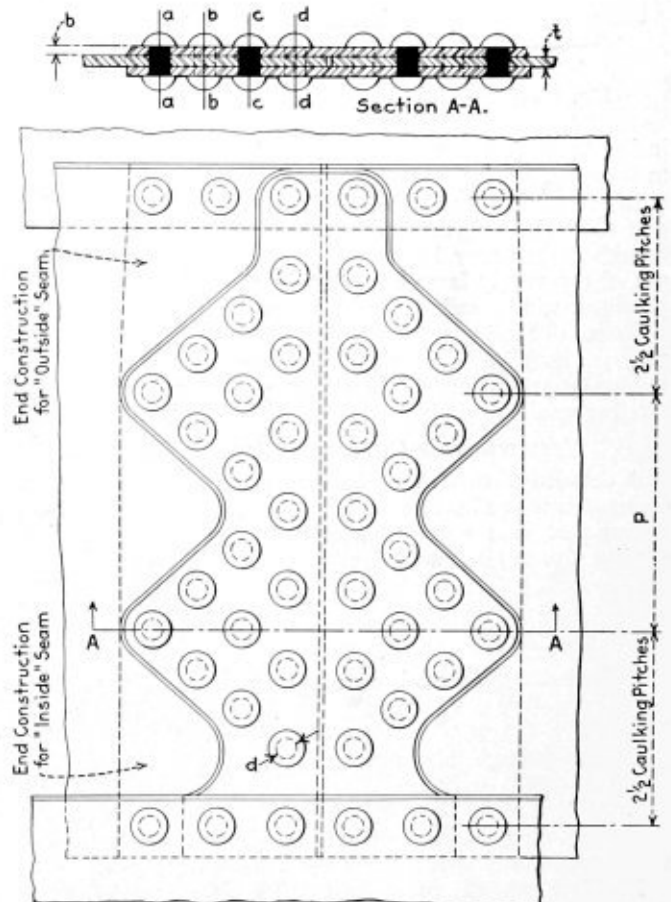 b a b c d t
a b c d
Section A-A.
End Construction
for "Outside" Seam
2½ Caulking Pitches
P
A A
End Construction
for "Inside" Seam
2½ Caulking Pitches
d